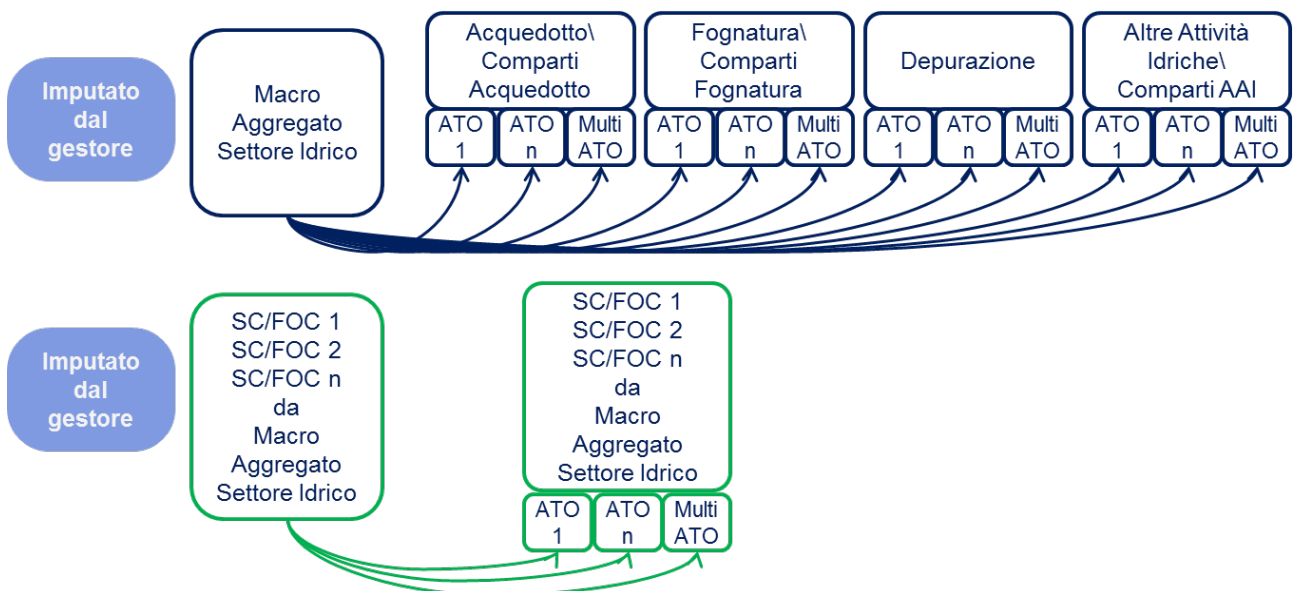 Imputato
dal
gestore
Macro
Aggregato
Settore Idrico
Acquedotto\
Comparti
Acquedotto
ATO
1
ATO
n
Multi
ATO
Fognatura\
Comparti
Fognatura
ATO
1
ATO
n
Multi
ATO
Depurazione
ATO
1
ATO
n
Multi
ATO
Altre Attività
Idriche\
Comparti AAI
ATO
1
ATO
n
Multi
ATO
Imputato
dal
gestore
SC/FOC 1
SC/FOC 2
SC/FOC n
da
Macro
Aggregato
Settore Idrico
SC/FOC 1
SC/FOC 2
SC/FOC n
da
Macro
Aggregato
Settore Idrico
ATO
1
ATO
n
Multi
ATO